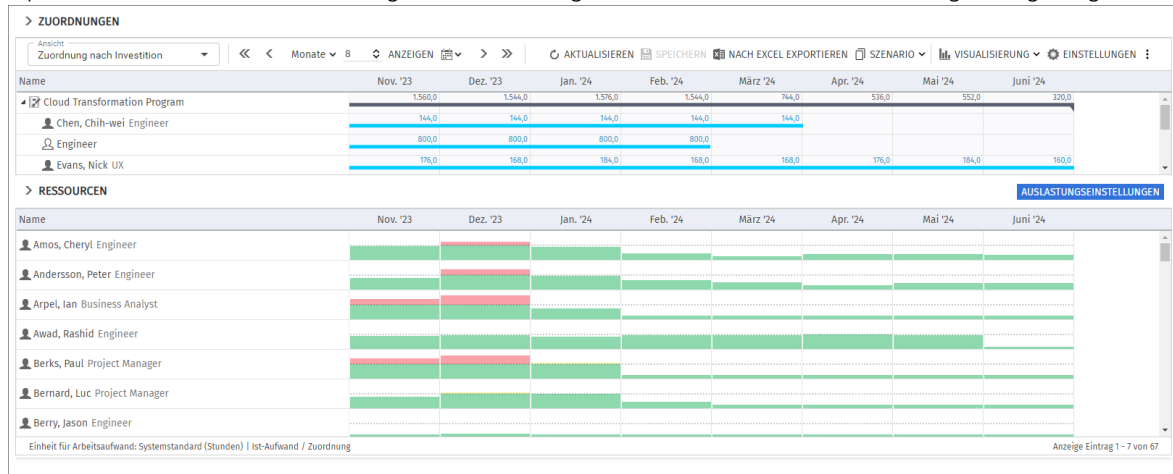 ZUORDNUNGEN
Ansicht
Zuordnung nach Investition
Monate 8 ANZEIGEN AKTUALISIEREN SPEICHERN NACH EXCEL EXPORTIEREN SZENARIO VISUALISIERUNG EINSTELLUNGEN
Name Nov. '23 Dez. '23 Jan. '24 Feb. '24 März '24 Apr. '24 Mai '24 Juni '24
Cloud Transformation Program 1.560,0 1.544,0 1.576,0 1.544,0 744,0 536,0 552,0 320,0
Chen, Chih-wei Engineer 144,0 144,0 144,0 144,0 144,0
Engineer 800,0 800,0 800,0 800,0
Evans, Nick UX 176,0 168,0 184,0 168,0 168,0 176,0 184,0 160,0
RESSOURCEN AUSLASTUNGSEINSTELLUNGEN
Name Nov. '23 Dez. '23 Jan. '24 Feb. '24 März '24 Apr. '24 Mai '24 Juni '24
Amos, Cheryl Engineer
Andersson, Peter Engineer
Arpel, Ian Business Analyst
Awad, Rashid Engineer
Berks, Paul Project Manager
Bernard, Luc Project Manager
Berry, Jason Engineer
Einheit für Arbeitsaufwand: Systemstandard (Stunden) | Ist-Aufwand / Zuordnung Anzeige Eintrag 1 - 7 von 67